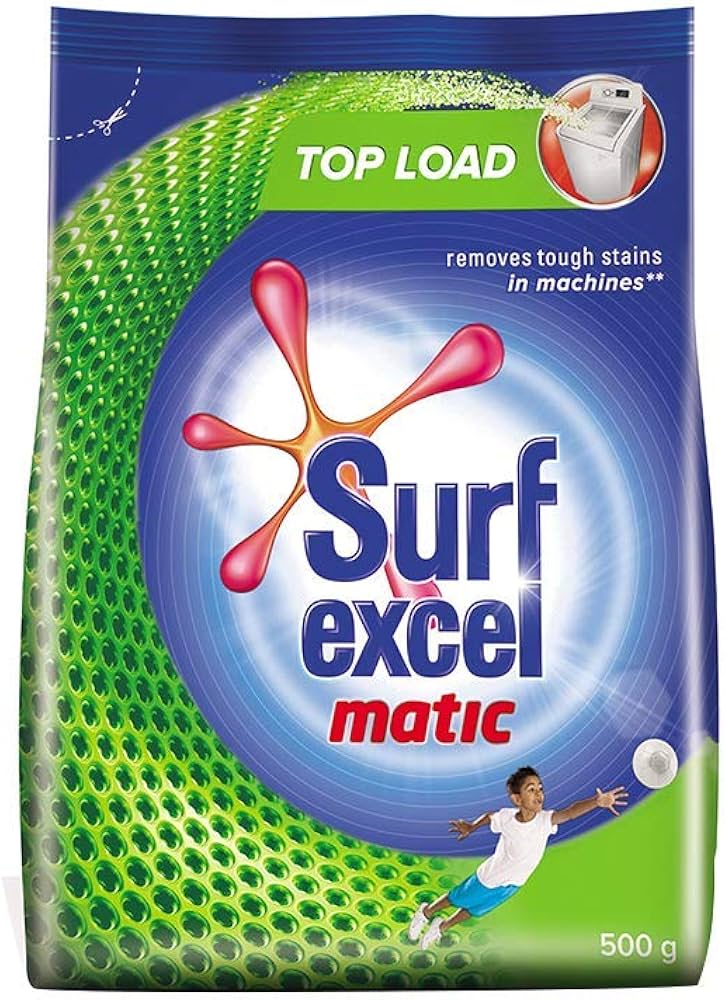 TOP LOAD
removes tough stains
in machines**
Surf
excel
matic
500 g